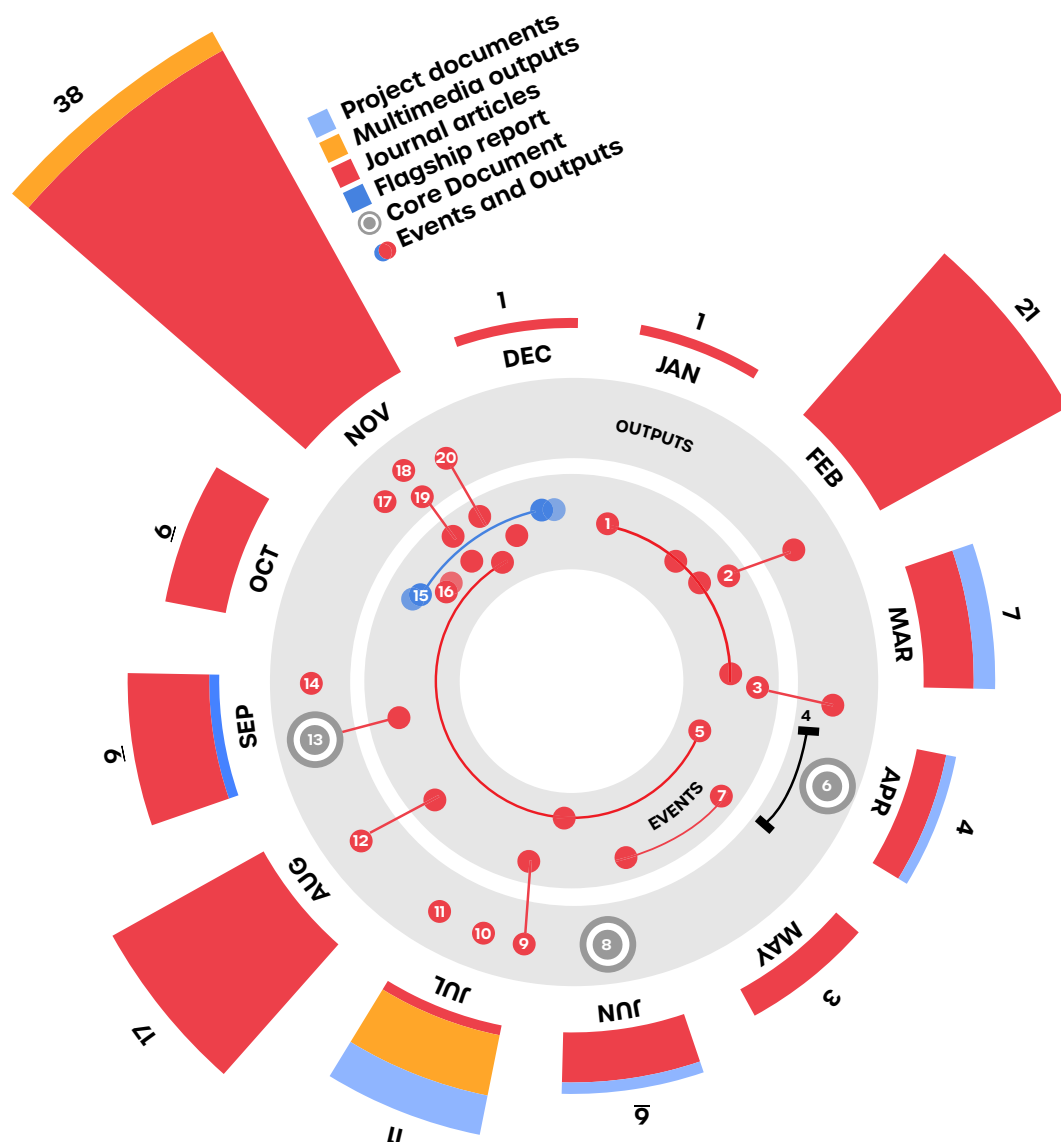 Project documents
Multimedia outputs
Journal articles
Flagship report
Core Document
Events and Outputs
38
1
DEC
1
JAN
21
FEB
7
MAR
4
APR
3
MAY
6
JUN
11
JUL
17
AUG
9
SEP
6
OCT
NOV
OUTPUTS
EVENTS
1
2
3
4
5
6
7
8
9
10
11
12
13
14
15
16
17
18
19
20